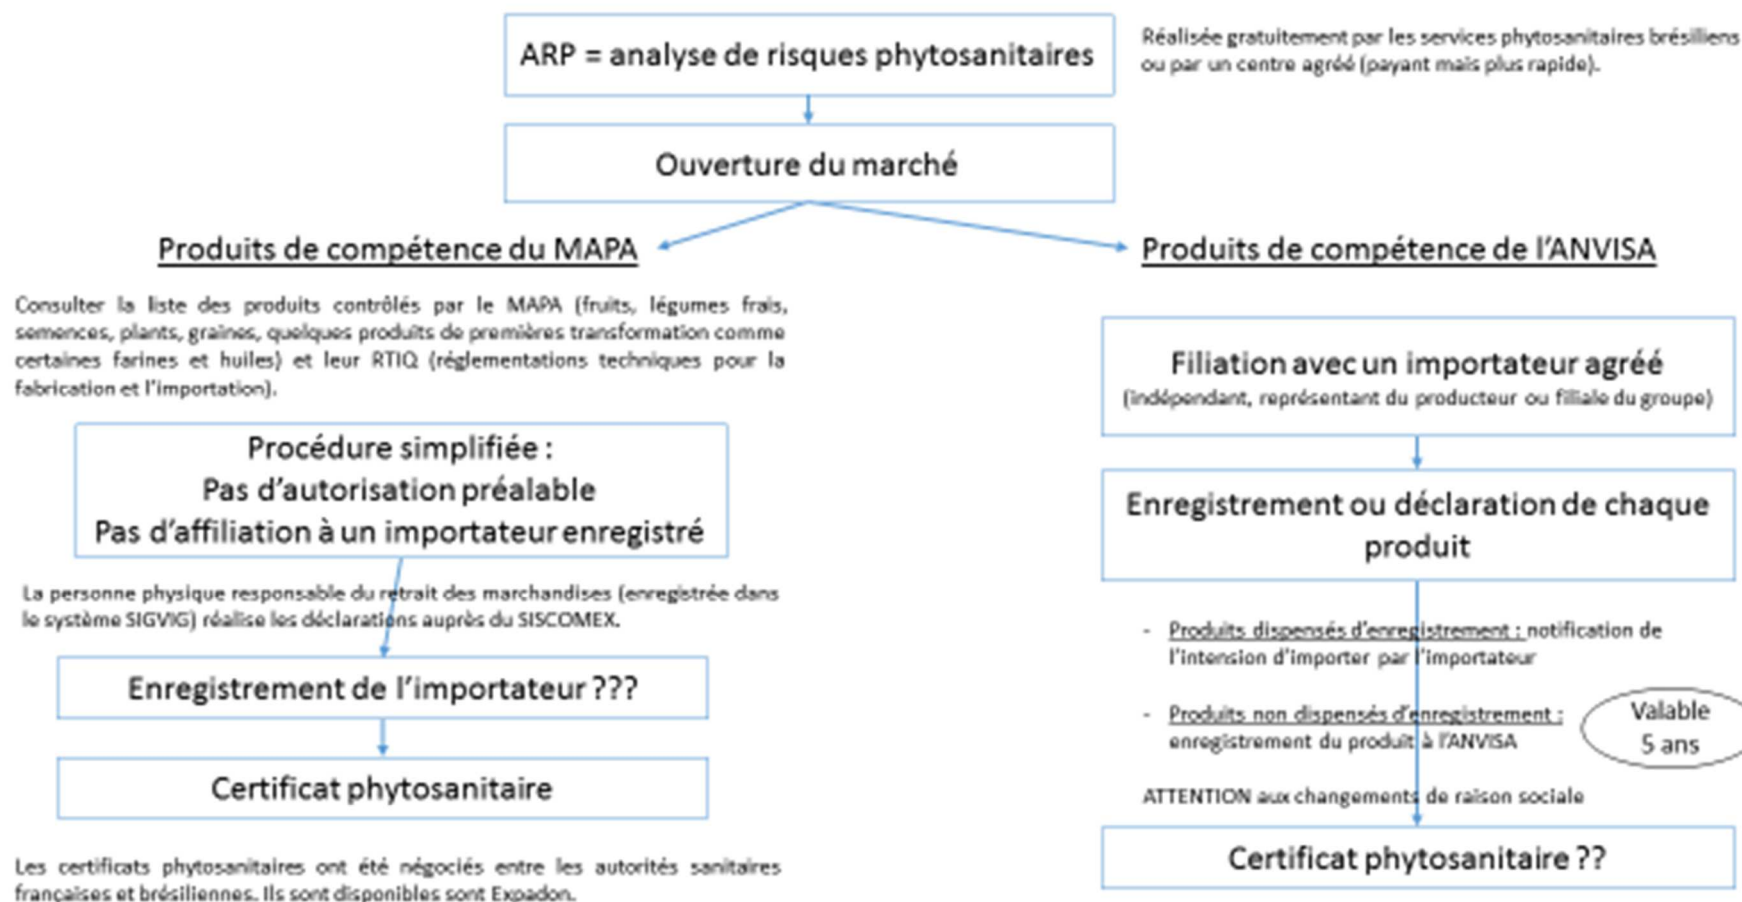 ARP = analyse de risques phytosanitaires
Réalisée gratuitement par les services phytosanitaires brésiliens
ou par un centre agréé (payant mais plus rapide).
Ouverture du marché
Produits de compétence du MAPA
Consulter la liste des produits contrôlés par le MAPA (fruits, légumes frais,
semences, plants, graines, quelques produits de premières transformation comme
certaines farines et huiles) et leur RTIQ (réglementations techniques pour la
fabrication et l'importation).
Procédure simplifiée :
Pas d'autorisation préalable
Pas d'affiliation à un importateur enregistré
La personne physique responsable du retrait des marchandises (enregistrée dans
le système SIGVIG) réalise les déclarations auprès du SISCOMEX.
Enregistrement de l'importateur ???
Certificat phytosanitaire
Les certificats phytosanitaires ont été négociés entre les autorités sanitaires
françaises et brésiliennes. Ils sont disponibles sont Expadon.
Produits de compétence de l'ANVISA
Filiation avec un importateur agréé
(indépendant, représentant du producteur ou filiale du groupe)
Enregistrement ou déclaration de chaque
produit
- Produits dispensés d'enregistrement : notification de
l'intension d'importer par l'importateur
- Produits non dispensés d'enregistrement :
enregistrement du produit à l'ANVISA
Valable
5 ans
ATTENTION aux changements de raison sociale
Certificat phytosanitaire ??